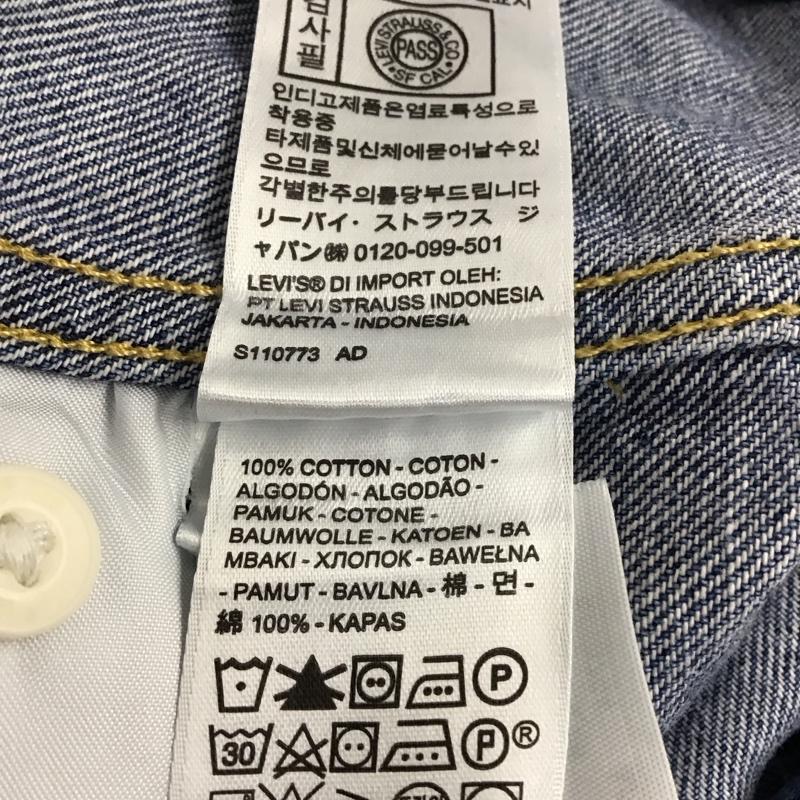 검사필
LEVI STRAUSS & CO
PASS
SF CAL.
인디고제품은염료특성으로
착용중
타제품및신체에묻어날수있
으므로
각별한주의를당부드립니다
リーバイ・ストラウス ジ
ャパン㈱ 0120-099-501
LEVI'S® DI IMPORT OLEH:
PT LEVI STRAUSS INDONESIA
JAKARTA - INDONESIA
S110773 AD
100% COTTON - COTON -
ALGODÓN - ALGODÃO -
PAMUK - COTONE -
BAUMWOLLE - KATOEN - BA
MBAKI - ХЛОПОК - BAWEŁNA
- PAMUT - BAVLNA - 棉 - 면 -
綿 100% - KAPAS
P
30 P ®